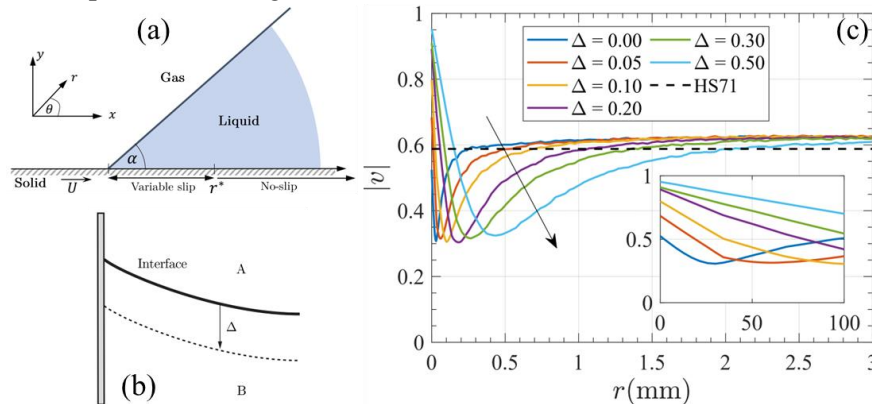 (a)
y
r
θ
x
Gas
Liquid
α
Solid
U
Variable slip
r*
No-slip
Interface
A
Δ
B
(b)
(c)
Δ = 0.00
Δ = 0.05
Δ = 0.10
Δ = 0.20
Δ = 0.30
Δ = 0.50
HS71
|v|
1
0.8
0.6
0.4
0.2
0
0
0.5
1
1.5
2
2.5
3
r(mm)
1
0.5
0
0
50
100